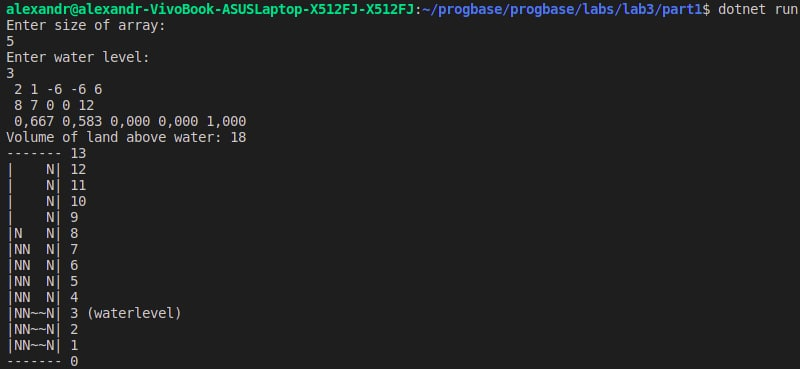 alexandr@alexandr-VivoBook-ASUSLaptop-X512FJ-X512FJ:~/progbase/progbase/labs/lab3/part1$ dotnet run
Enter size of array:
5
Enter water level:
3
 2 1 -6 -6 6
 8 7 0 0 12
 0,667 0,583 0,000 0,000 1,000
Volume of land above water: 18
------- 13
|    N| 12
|    N| 11
|    N| 10
|    N| 9
|N   N| 8
|NN  N| 7
|NN  N| 6
|NN  N| 5
|NN  N| 4
|NN~~N| 3 (waterlevel)
|NN~~N| 2
|NN~~N| 1
------- 0